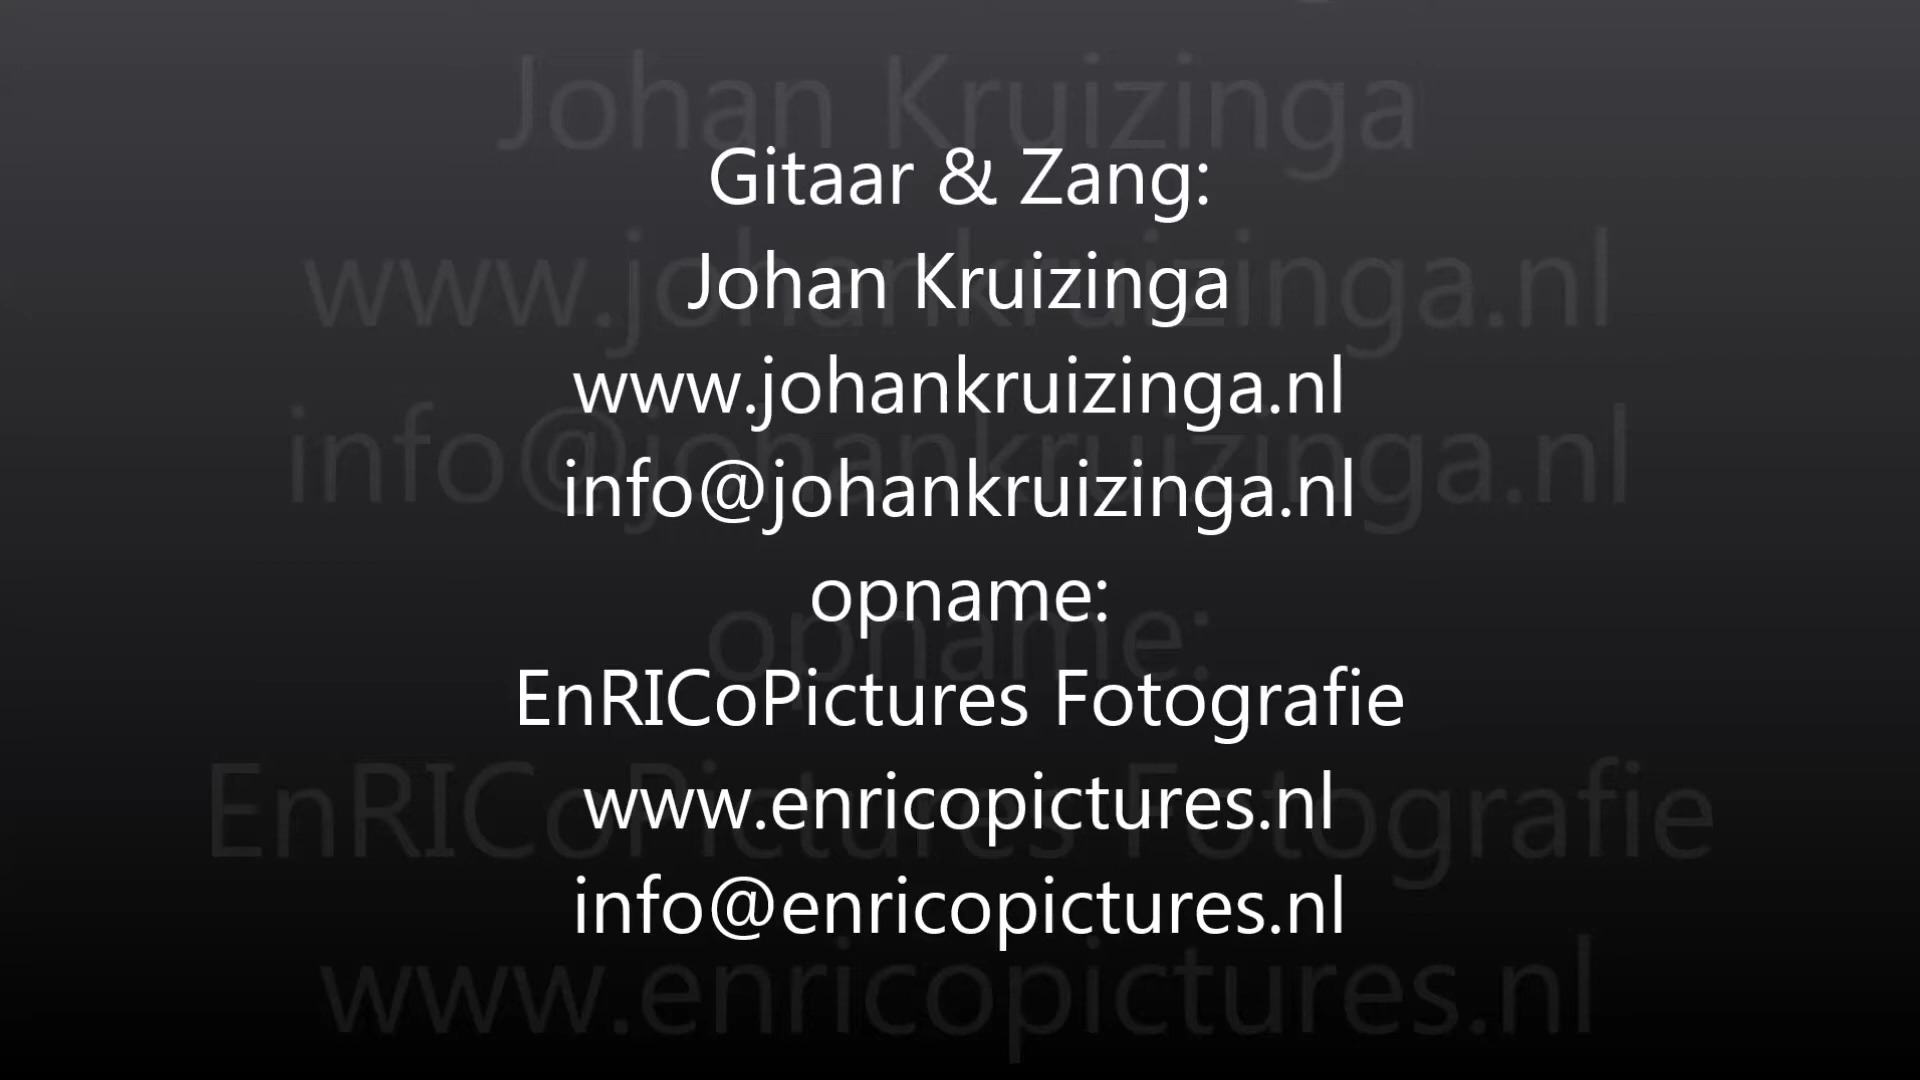 Gitaar & Zang:
Johan Kruizinga
www.johankruizinga.nl
info@johankruizinga.nl
opname:
EnRICoPictures Fotografie
www.enricopictures.nl
info@enricopictures.nl